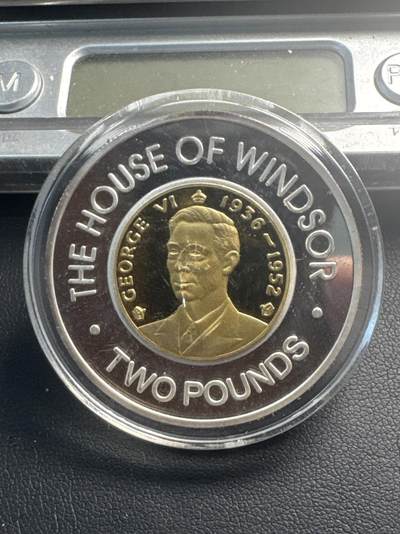 M
· THE HOUSE OF WINDSOR ·
GEORGE VI 1936~1952
TWO POUNDS